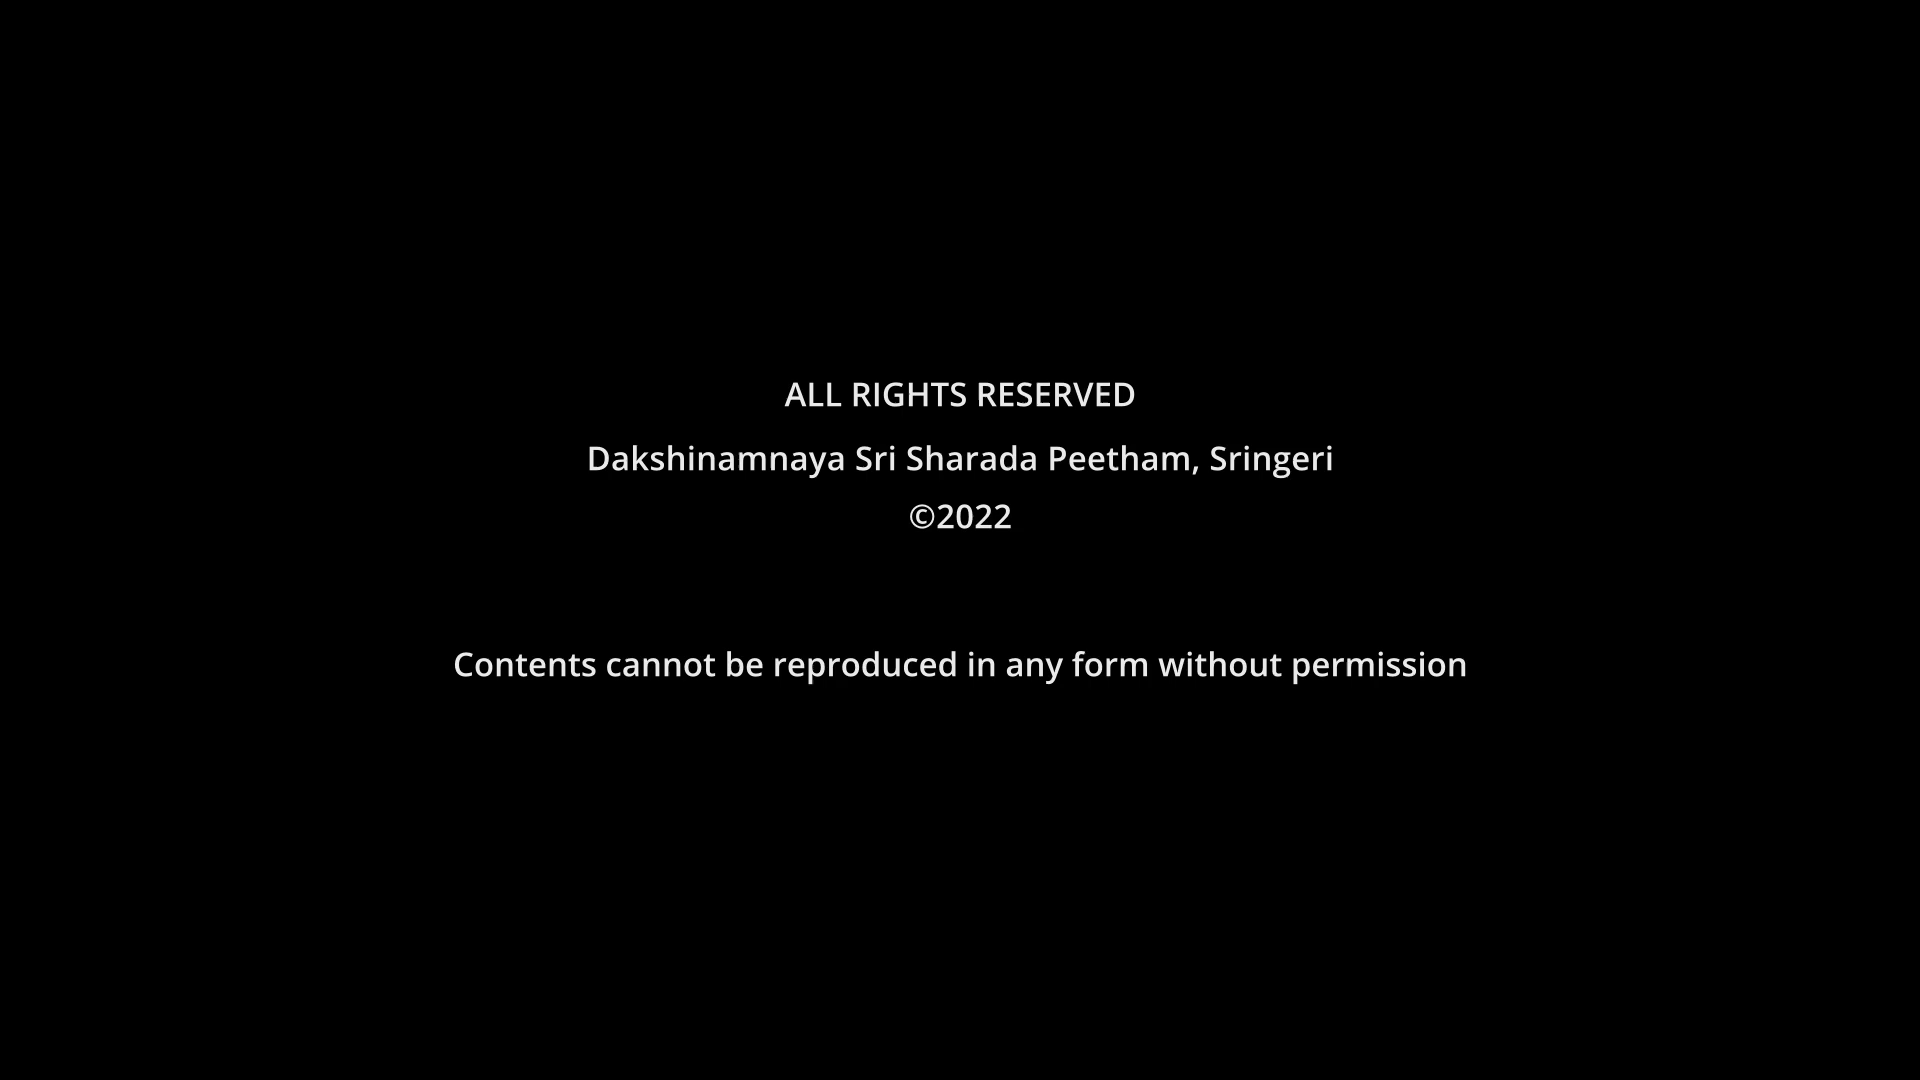 ALL RIGHTS RESERVED
Dakshinamnaya Sri Sharada Peetham, Sringeri
©2022
Contents cannot be reproduced in any form without permission